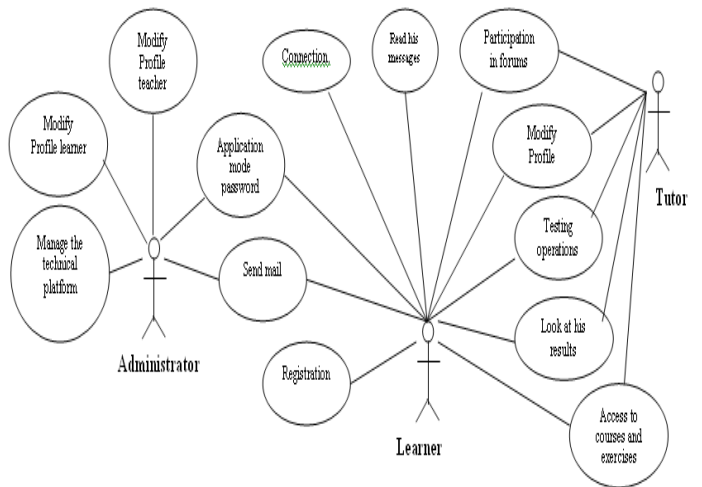 Modify
Profile
teacher
Connection
Read his
messages
Participation
in forums
Modify
Profile learner
Application
mode
password
Modify
Profile
Tutor
Manage the
technical
platform
Send mail
Testing
operations
Administrator
Registration
Look at his
results
Learner
Access to
courses and
exercises